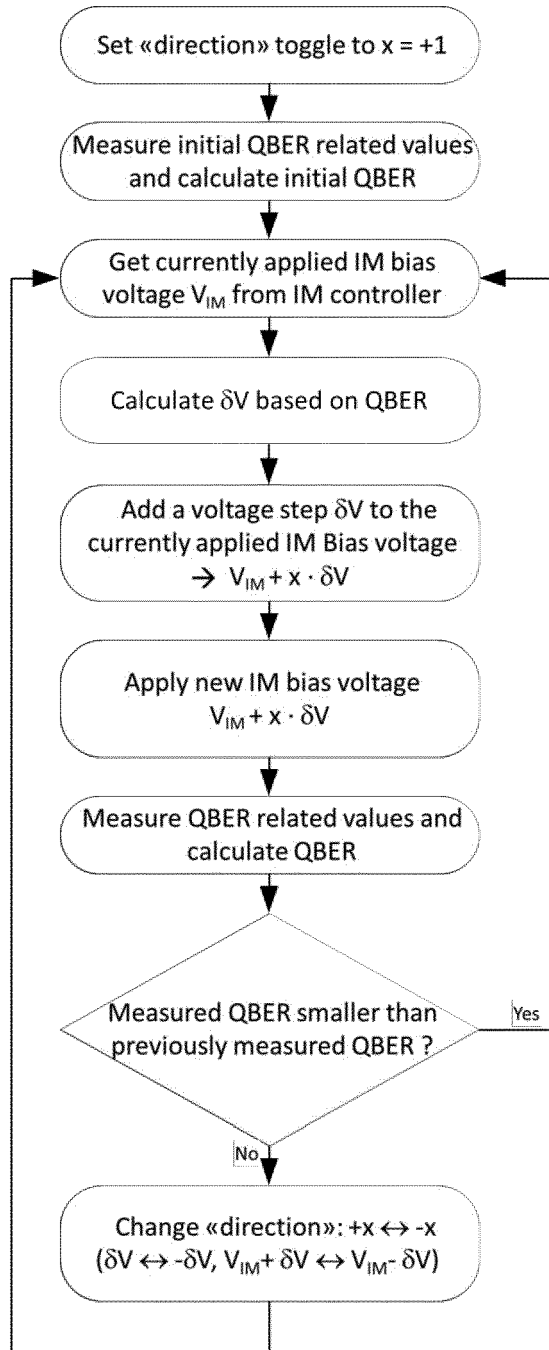 Set «direction» toggle to x = +1
Measure initial QBER related values
and calculate initial QBER
Get currently applied IM bias
voltage V_IM from IM controller
Calculate δV based on QBER
Add a voltage step δV to the
currently applied IM Bias voltage
→ V_IM + x · δV
Apply new IM bias voltage
V_IM + x · δV
Measure QBER related values and
calculate QBER
Measured QBER smaller than
previously measured QBER ?
Yes
No
Change «direction»: +x ↔ -x
(δV ↔ -δV, V_IM+ δV ↔ V_IM- δV)